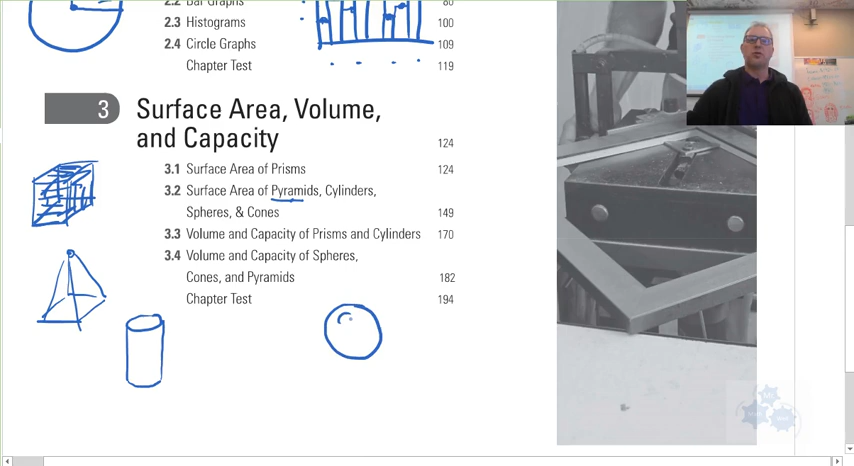 2.2 Bar Graphs 80
2.3 Histograms 100
2.4 Circle Graphs 109
Chapter Test 119
3 Surface Area, Volume,
and Capacity 124
3.1 Surface Area of Prisms 124
3.2 Surface Area of Pyramids, Cylinders,
Spheres, & Cones 149
3.3 Volume and Capacity of Prisms and Cylinders 170
3.4 Volume and Capacity of Spheres,
Cones, and Pyramids 182
Chapter Test 194